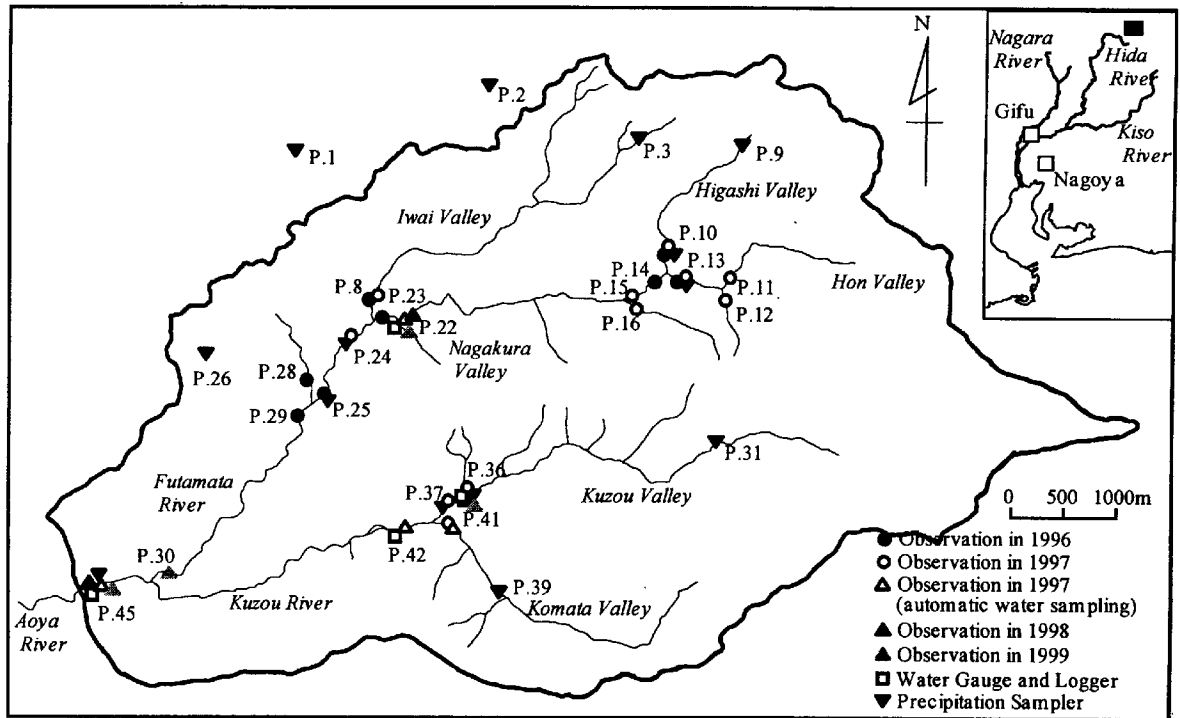 N
Nagara
River
Hida
River
Gifu
Kiso
River
Nagoya
P.2
P.1
P.3
P.9
Higashi Valley
Iwai Valley
P.10
P.14
P.13
P.8
P.23
P.15
P.11
Hon Valley
P.12
P.16
P.22
P.24
Nagakura
Valley
P.26
P.28
P.25
P.29
P.31
P.36
Futamata
River
P.37
Kuzou Valley
P.41
0 500 1000m
P.30
P.42
P.45
Kuzou River
P.39
Komata Valley
Aoya
River
Observation in 1996
Observation in 1997
Observation in 1997
(automatic water sampling)
Observation in 1998
Observation in 1999
Water Gauge and Logger
Precipitation Sampler